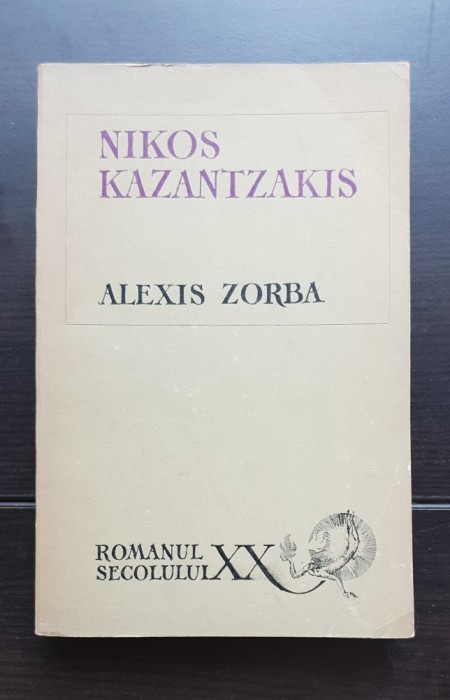 NIKOS
KAZANTZAKIS
ALEXIS ZORBA
ROMANUL
SECOLULUI XX